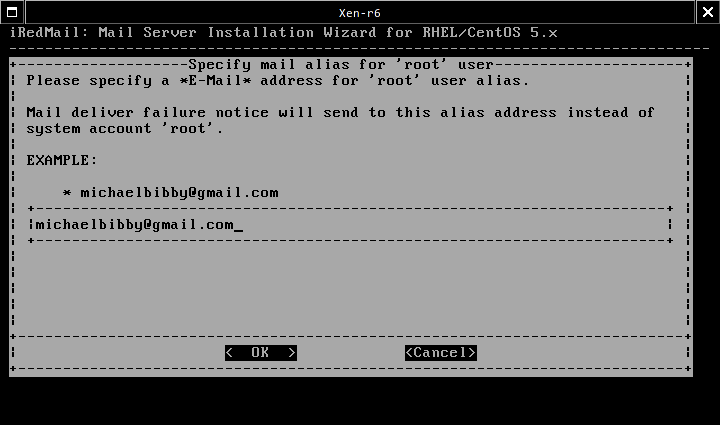 Xen-r6
iRedMail: Mail Server Installation Wizard for RHEL/CentOS 5.x
Specify mail alias for 'root' user
Please specify a *E-Mail* address for 'root' user alias.
Mail deliver failure notice will send to this alias address instead of
system account 'root'.
EXAMPLE:
* michaelbibby@gmail.com
michaelbibby@gmail.com_
<  OK  > <Cancel>